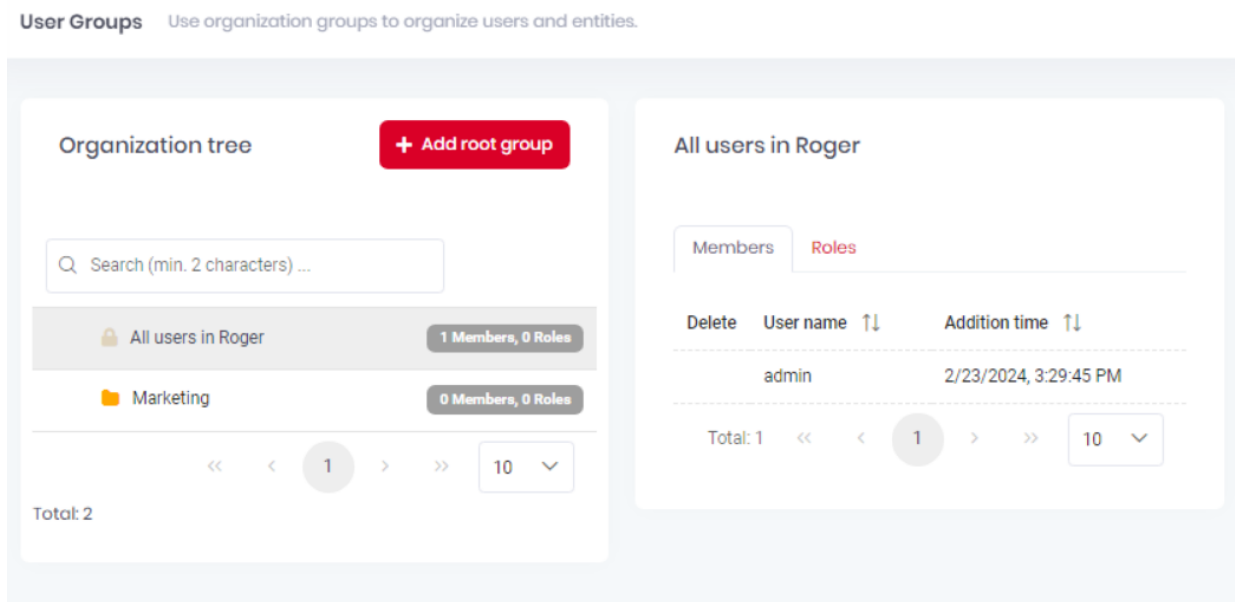 User Groups Use organization groups to organize users and entities.
Organization tree
+ Add root group
Search (min. 2 characters) ...
All users in Roger 1 Members, 0 Roles
Marketing 0 Members, 0 Roles
<< < 1 > >> 10
Total: 2
All users in Roger
Members Roles
Delete User name Addition time
admin 2/23/2024, 3:29:45 PM
Total: 1 << < 1 > >> 10